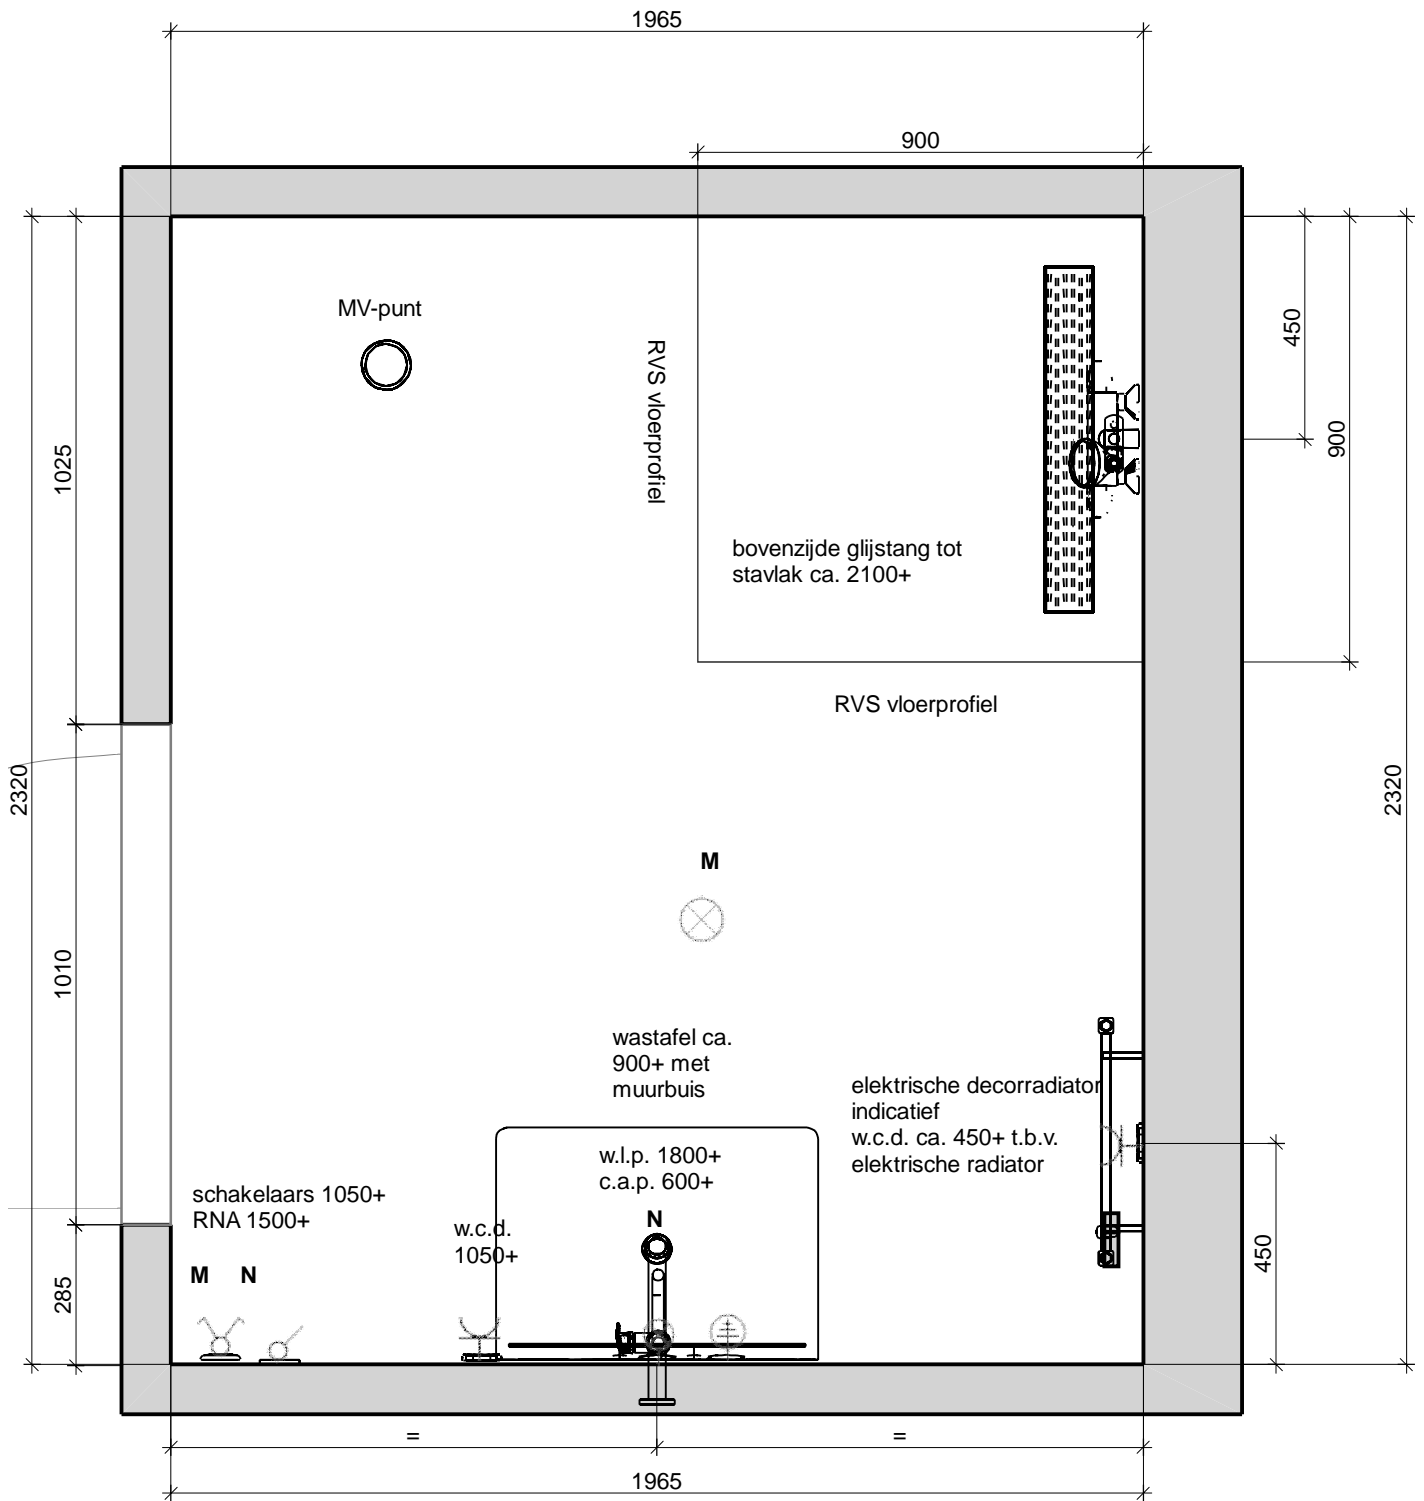 1965
900
MV-punt
RVS vloerprofiel
450
900
1025
bovenzijde glijstang tot
stavlak ca. 2100+
RVS vloerprofiel
2320
2320
M
1010
wastafel ca.
900+ met
muurbuis
elektrische decorradiator
indicatief
w.c.d. ca. 450+ t.b.v.
elektrische radiator
w.l.p. 1800+
c.a.p. 600+
schakelaars 1050+
RNA 1500+
w.c.d.
1050+
N
M N
285
450
= =
1965